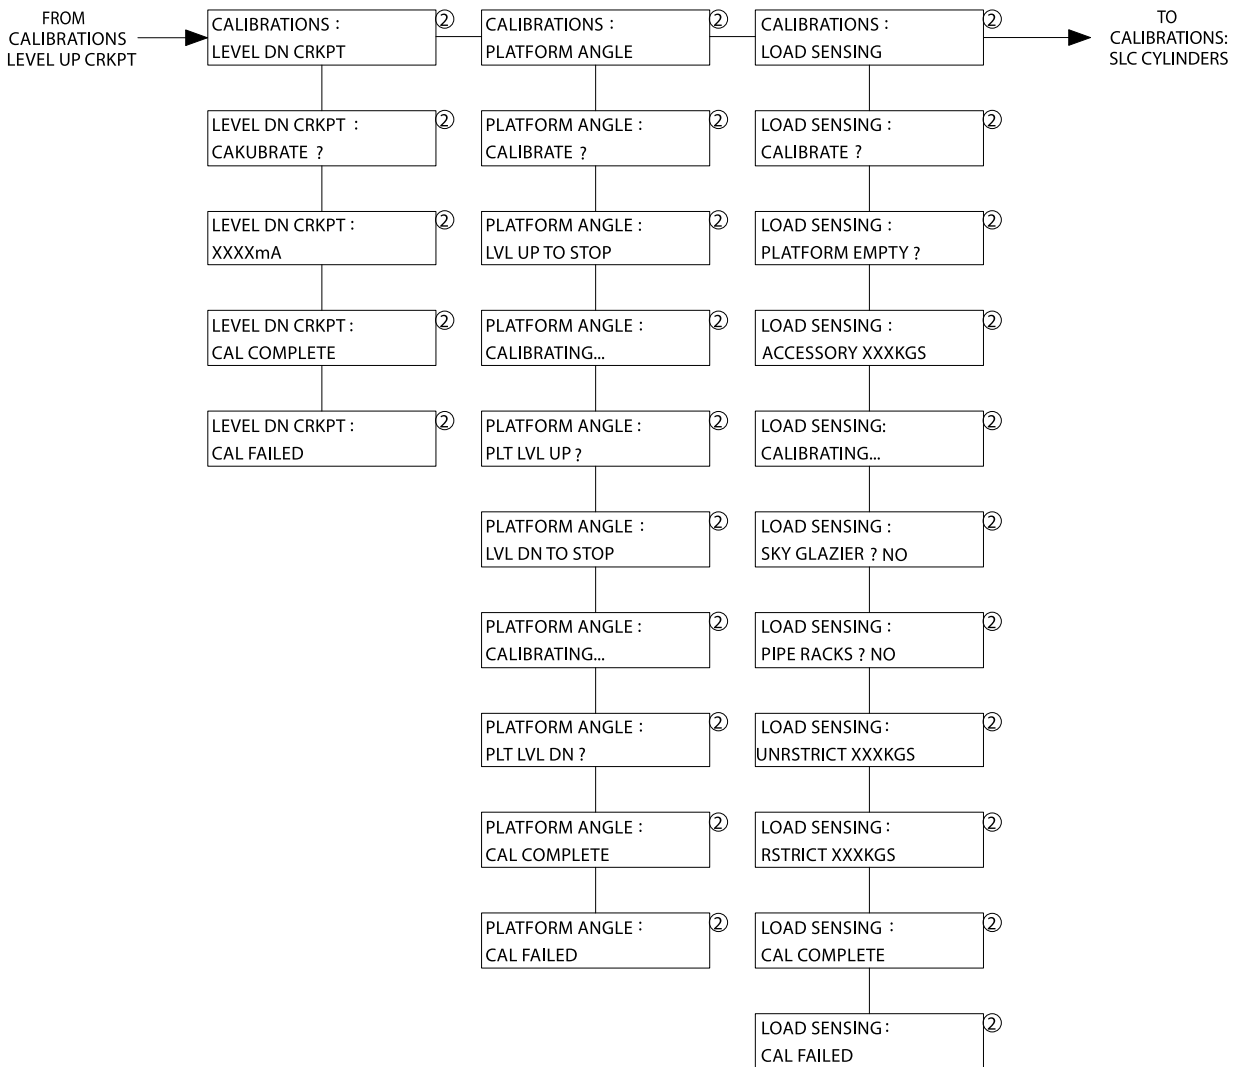 FROM
CALIBRATIONS
LEVEL UP CRKPT
CALIBRATIONS :
LEVEL DN CRKPT
②
CALIBRATIONS :
PLATFORM ANGLE
②
CALIBRATIONS :
LOAD SENSING
②
TO
CALIBRATIONS:
SLC CYLINDERS
LEVEL DN CRKPT :
CAKUBRATE ?
②
PLATFORM ANGLE :
CALIBRATE ?
②
LOAD SENSING :
CALIBRATE ?
②
LEVEL DN CRKPT :
XXXXmA
②
PLATFORM ANGLE :
LVL UP TO STOP
②
LOAD SENSING :
PLATFORM EMPTY ?
②
LEVEL DN CRKPT :
CAL COMPLETE
②
PLATFORM ANGLE :
CALIBRATING...
②
LOAD SENSING :
ACCESSORY XXXKGS
②
LEVEL DN CRKPT :
CAL FAILED
②
PLATFORM ANGLE :
PLT LVL UP ?
②
LOAD SENSING:
CALIBRATING...
②
PLATFORM ANGLE :
LVL DN TO STOP
②
LOAD SENSING :
SKY GLAZIER ? NO
②
PLATFORM ANGLE :
CALIBRATING...
②
LOAD SENSING :
PIPE RACKS ? NO
②
PLATFORM ANGLE :
PLT LVL DN ?
②
LOAD SENSING:
UNRSTRICT XXXKGS
②
PLATFORM ANGLE :
CAL COMPLETE
②
LOAD SENSING :
RSTRICT XXXKGS
②
PLATFORM ANGLE :
CAL FAILED
②
LOAD SENSING :
CAL COMPLETE
②
LOAD SENSING :
CAL FAILED
②